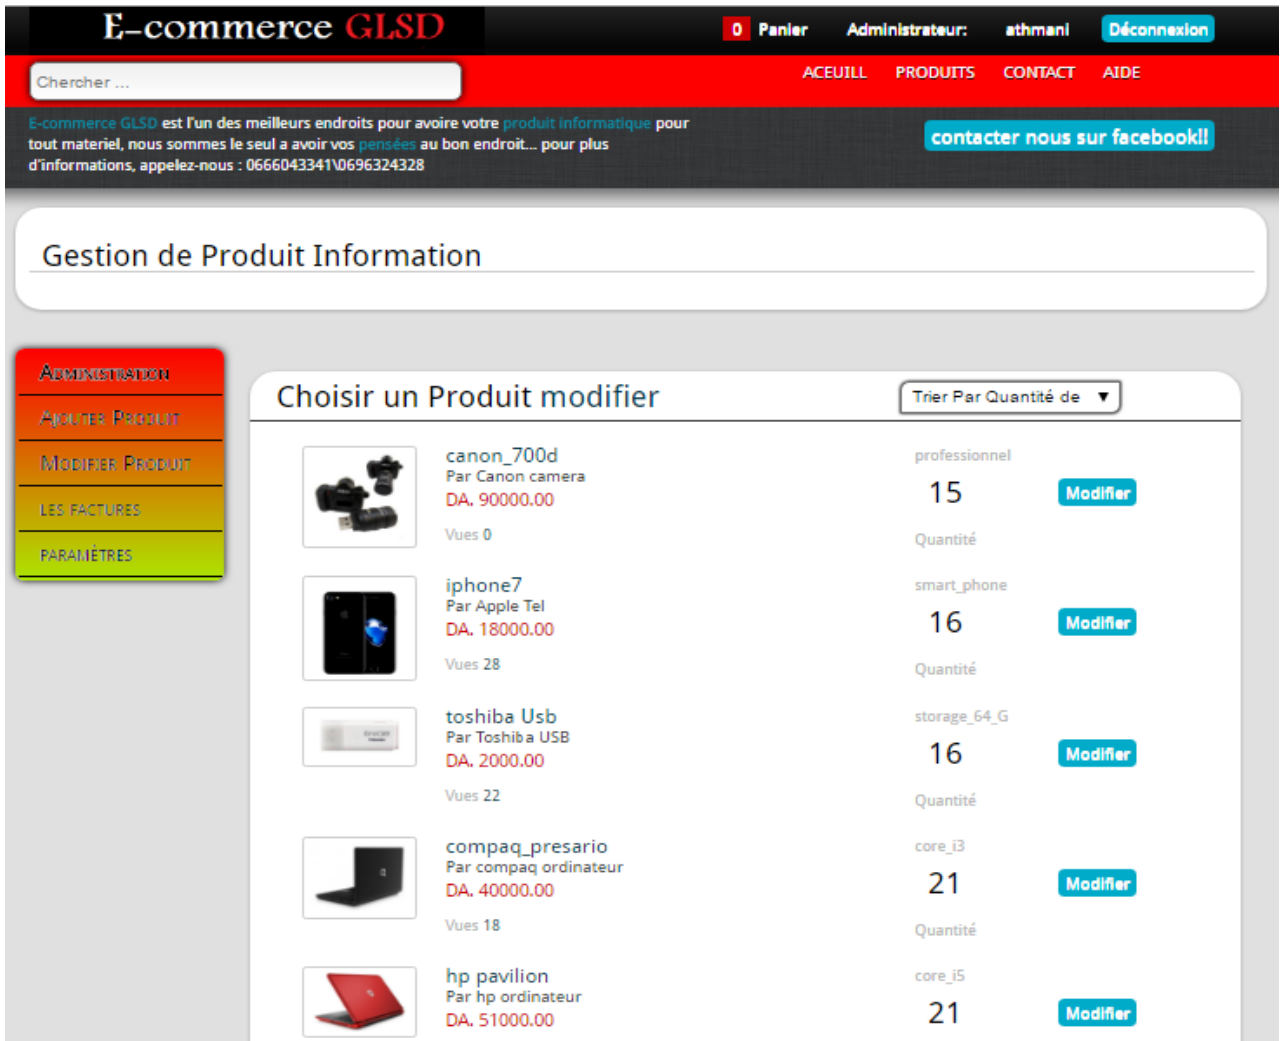 E-commerce GLSD
0 Panier Administrateur: athmani Déconnexion
Chercher ...
ACEUILL PRODUITS CONTACT AIDE
E-commerce GLSD est l'un des meilleurs endroits pour avoire votre produit informatique pour
tout materiel, nous sommes le seul a avoir vos pensées au bon endroit... pour plus
d'informations, appelez-nous : 0666043341\0696324328
contacter nous sur facebook!!
Gestion de Produit Information
Administration
Ajouter Produit
Modifier Produit
LES FACTURES
PARAMÈTRES
Choisir un Produit modifier
Trier Par Quantité de ▼
canon_700d
Par Canon camera
DA. 90000.00
Vues 0
professionnel
15
Quantité
Modifier
iphone7
Par Apple Tel
DA. 18000.00
Vues 28
smart_phone
16
Quantité
Modifier
toshiba Usb
Par Toshiba USB
DA. 2000.00
Vues 22
storage_64_G
16
Quantité
Modifier
compaq_presario
Par compaq ordinateur
DA. 40000.00
Vues 18
core_i3
21
Quantité
Modifier
hp pavilion
Par hp ordinateur
DA. 51000.00
core_i5
21
Modifier